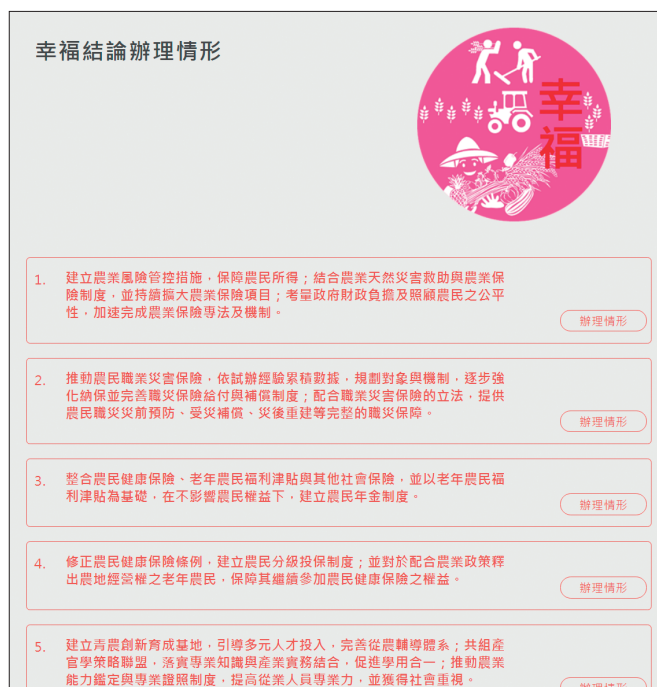 幸福結論辦理情形
幸福
1. 建立農業風險管控措施，保障農民所得；結合農業天然災害救助與農業保
險制度，並持續擴大農業保險項目；考量政府財政負擔及照顧農民之公平
性，加速完成農業保險專法及機制。
辦理情形
2. 推動農民職業災害保險，依試辦經驗累積數據，規劃對象與機制，逐步強
化納保並完善職災保險給付與補償制度；配合職業災害保險的立法，提供
農民職災災前預防、受災補償、災後重建等完整的職災保障。
辦理情形
3. 整合農民健康保險、老年農民福利津貼與其他社會保險，並以老年農民福
利津貼為基礎，在不影響農民權益下，建立農民年金制度。
辦理情形
4. 修正農民健康保險條例，建立農民分級投保制度；並對於配合農業政策釋
出農地經營權之老年農民，保障其繼續參加農民健康保險之權益。
辦理情形
5. 建立青農創新育成基地，引導多元人才投入，完善從農輔導體系；共組產
官學策略聯盟，落實專業知識與產業實務結合，促進學用合一；推動農業
能力鑑定與專業證照制度，提高從業人員專業力，並獲得社會重視。
辦理情形